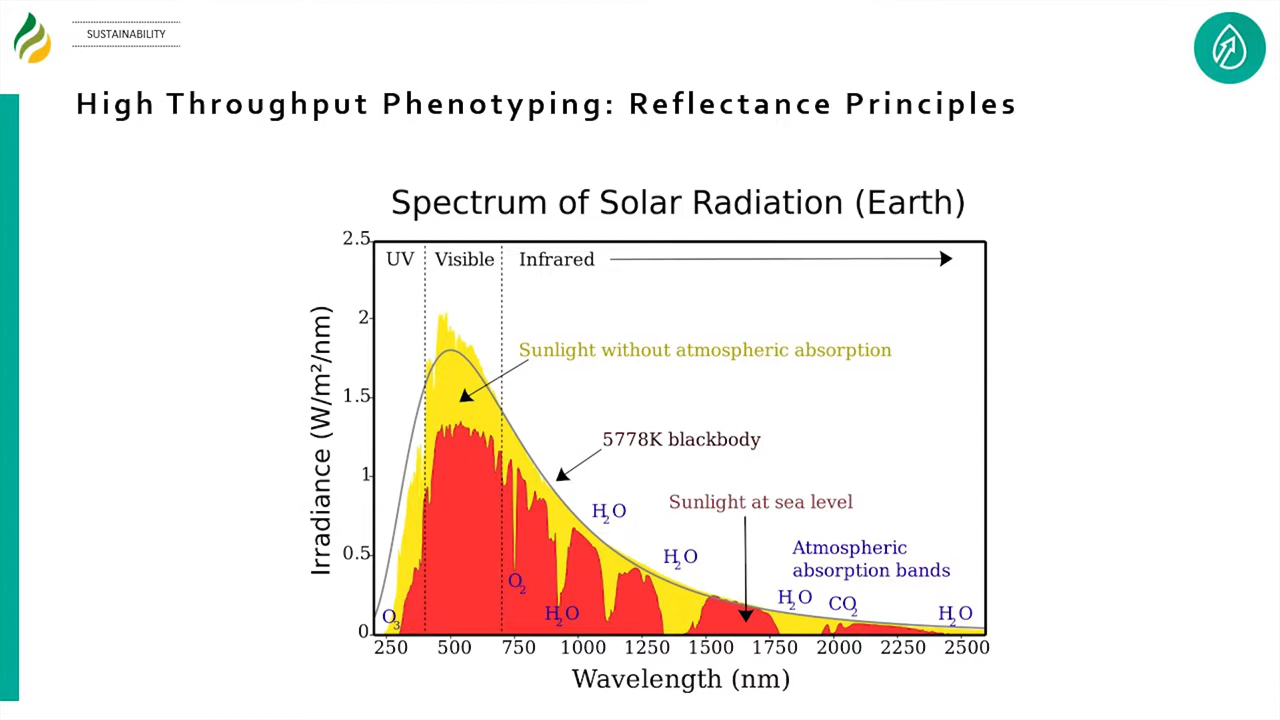 SUSTAINABILITY
High Throughput Phenotyping: Reflectance Principles
Spectrum of Solar Radiation (Earth)
UV Visible Infrared
Sunlight without atmospheric absorption
5778K blackbody
Sunlight at sea level
H₂O
H₂O
Atmospheric
absorption bands
H₂O CO₂ H₂O
O₂
H₂O
O₃
Irradiance (W/m²/nm)
2.5
2
1.5
1
0.5
0
250 500 750 1000 1250 1500 1750 2000 2250 2500
Wavelength (nm)